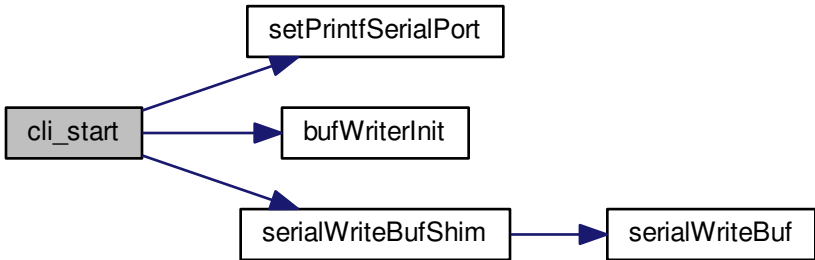 setPrintfSerialPort
cli_start
bufWriterInit
serialWriteBufShim
serialWriteBuf